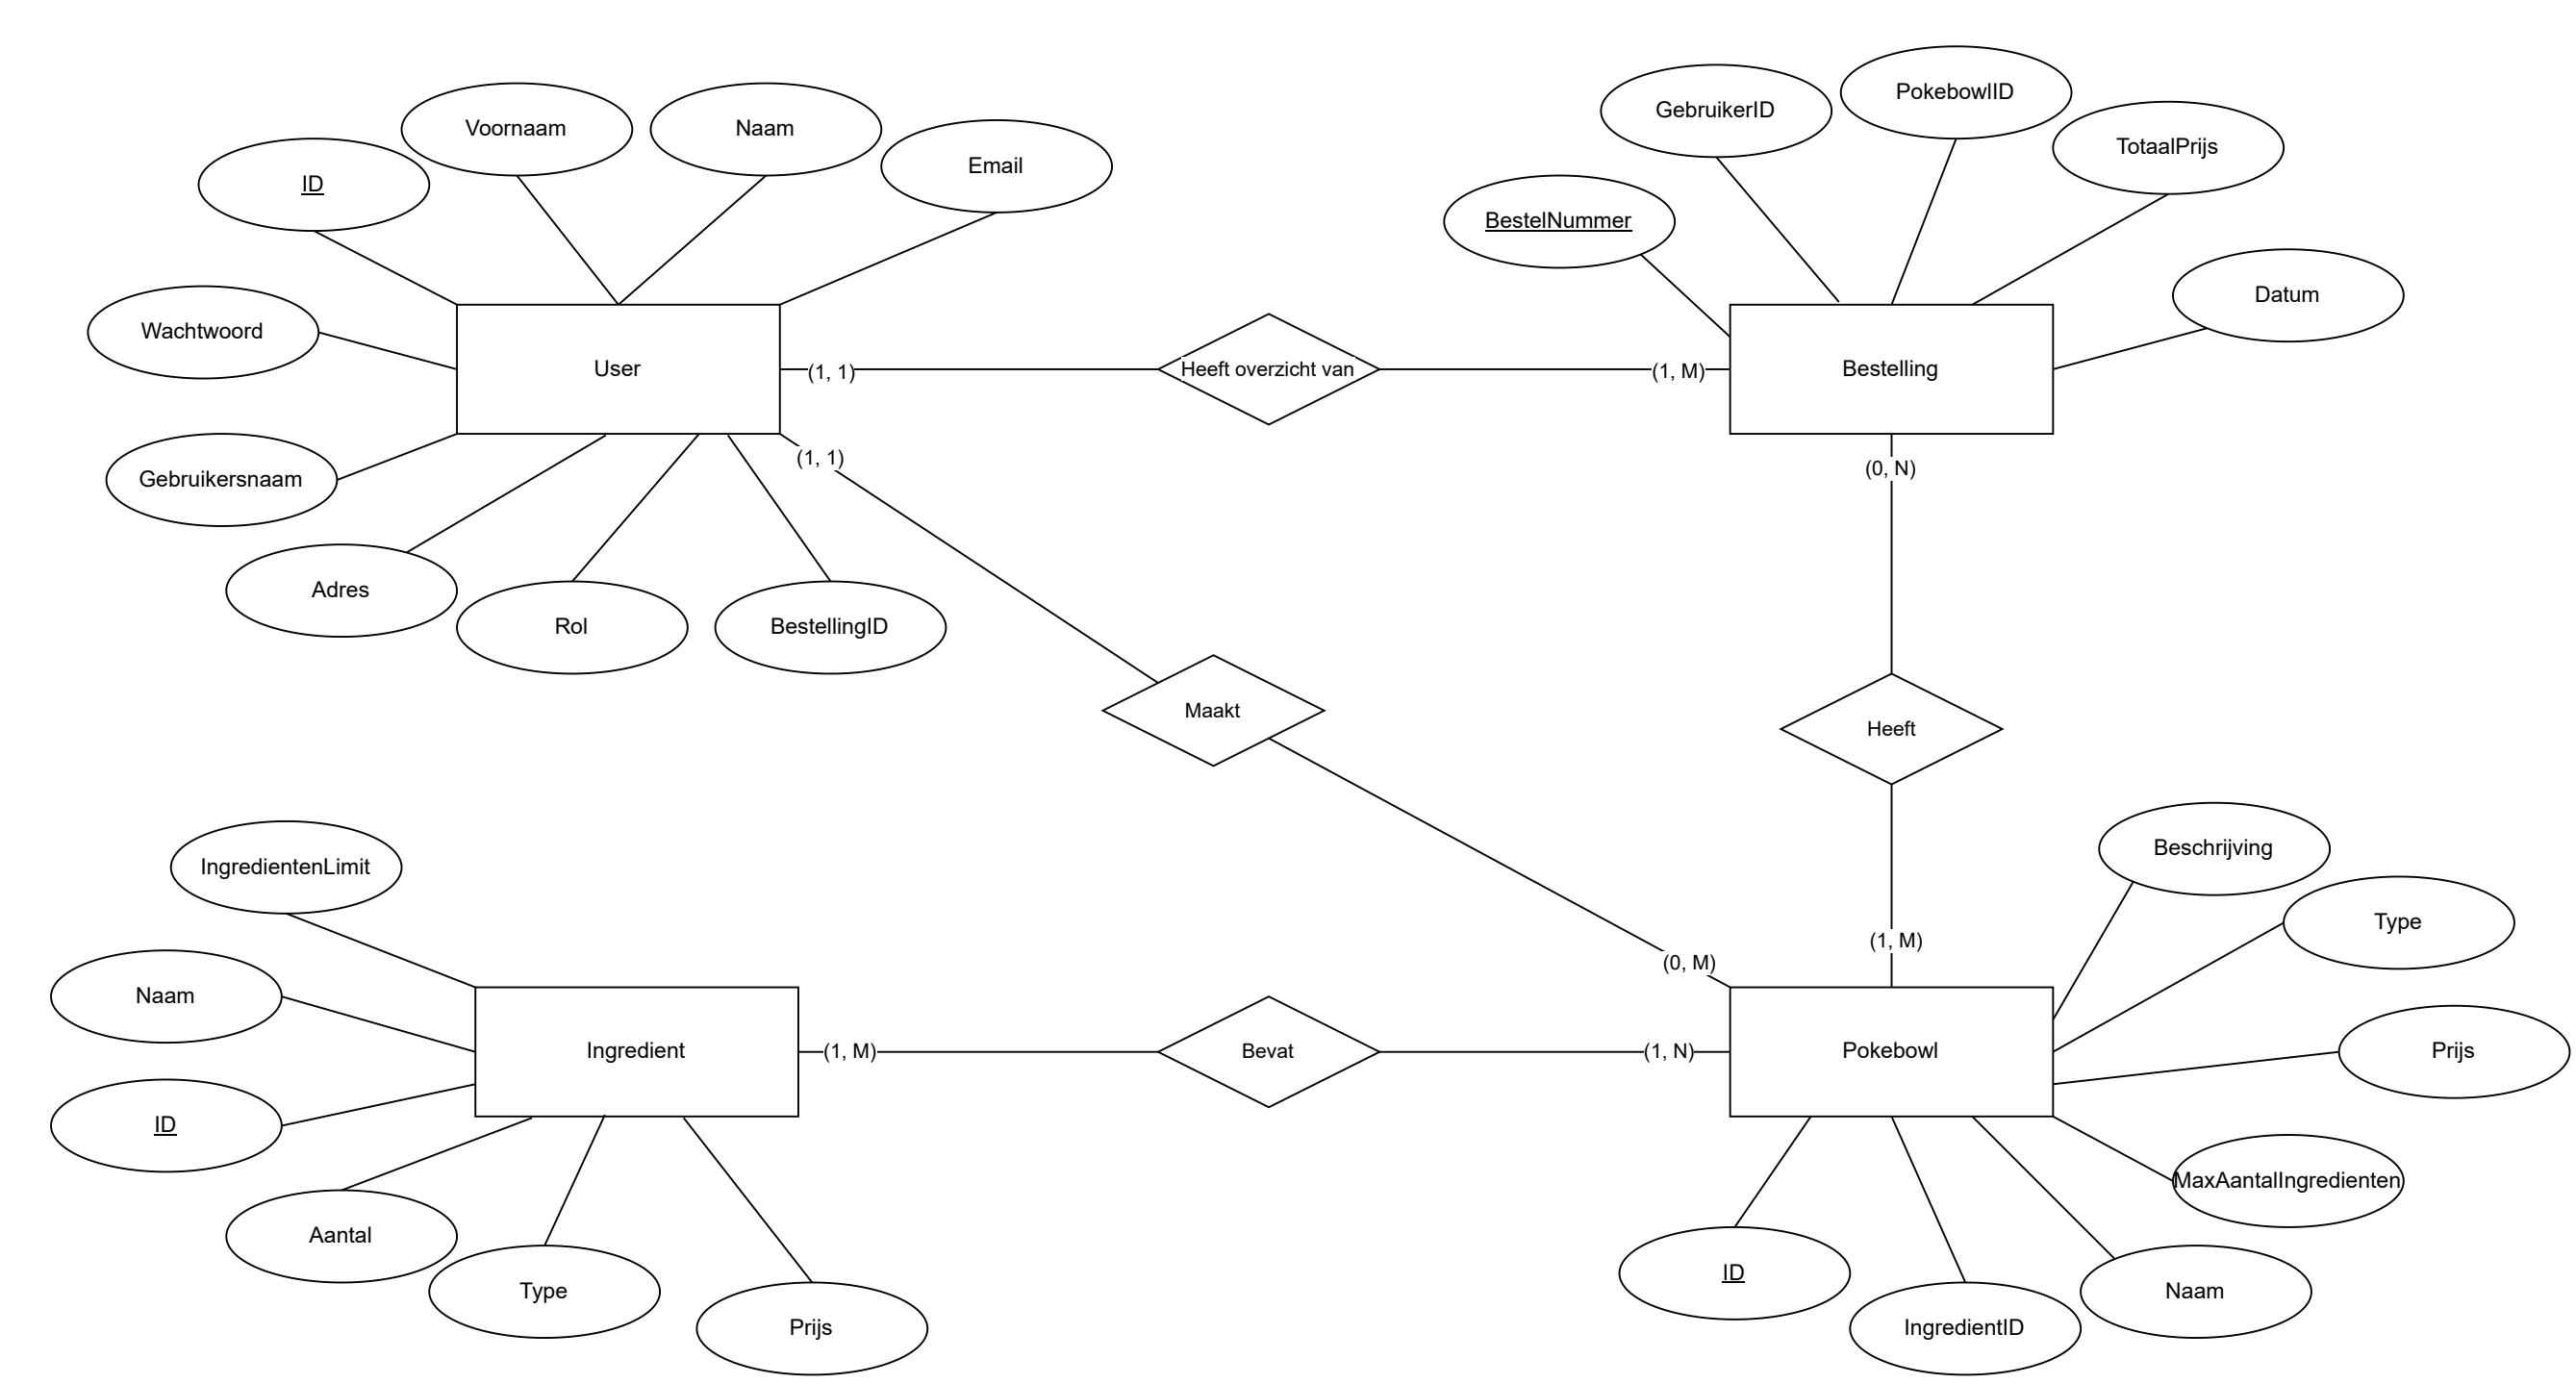 PokebowlID
GebruikerID
Voornaam
Naam
TotaalPrijs
Email
ID
BestelNummer
Datum
Wachtwoord
User
(1, 1)
Heeft overzicht van
(1, M)
Bestelling
(1, 1)
(0, N)
Gebruikersnaam
Adres
Rol
BestellingID
Maakt
Heeft
Beschrijving
IngredientenLimit
Type
(1, M)
(0, M)
Naam
Ingredient
(1, M)
Bevat
(1, N)
Pokebowl
Prijs
ID
MaxAantalIngredienten
Aantal
ID
Type
Naam
Prijs
IngredientID